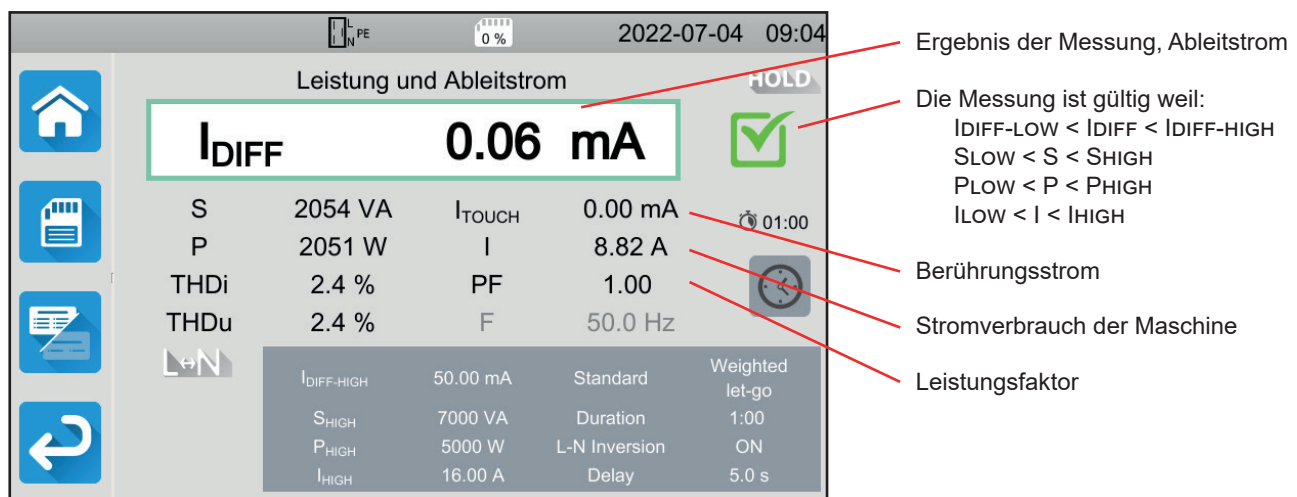 L
N PE
0 %
2022-07-04 09:04
Leistung und Ableitstrom
HOLD
IDIFF 0.06 mA
S 2054 VA ITOUCH 0.00 mA
01:00
P 2051 W I 8.82 A
THDi 2.4 % PF 1.00
THDu 2.4 % F 50.0 Hz
L↔N
IDIFF-HIGH 50.00 mA Standard Weighted
let-go
SHIGH 7000 VA Duration 1:00
PHIGH 5000 W L-N Inversion ON
IHIGH 16.00 A Delay 5.0 s
Ergebnis der Messung, Ableitstrom
Die Messung ist gültig weil:
IDIFF-LOW < IDIFF < IDIFF-HIGH
SLOW < S < SHIGH
PLOW < P < PHIGH
ILOW < I < IHIGH
Berührungsstrom
Stromverbrauch der Maschine
Leistungsfaktor